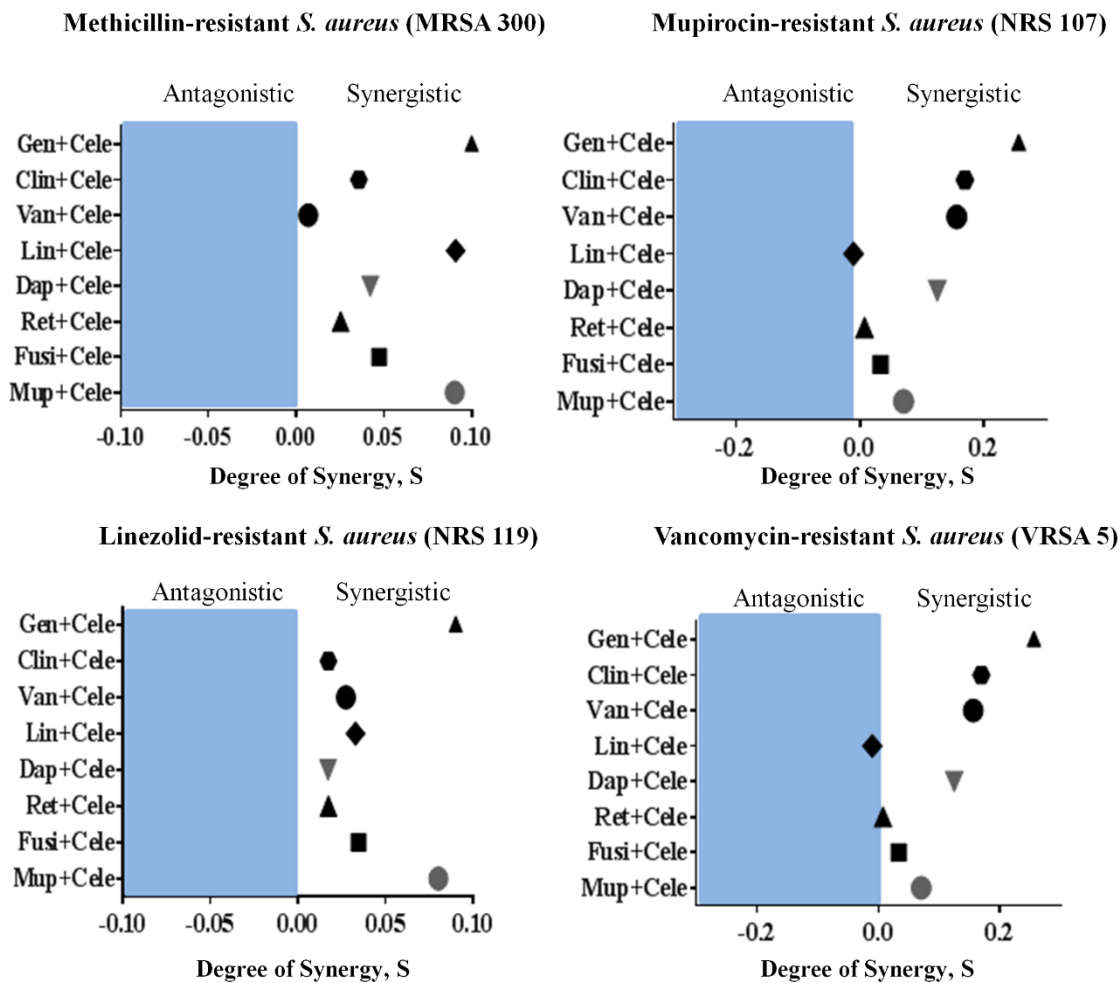 Methicillin-resistant S. aureus (MRSA 300)
Antagonistic Synergistic
Gen+Cele
Clin+Cele
Van+Cele
Lin+Cele
Dap+Cele
Ret+Cele
Fusi+Cele
Mup+Cele
-0.10 -0.05 0.00 0.05 0.10
Degree of Synergy, S
Mupirocin-resistant S. aureus (NRS 107)
Antagonistic Synergistic
Gen+Cele
Clin+Cele
Van+Cele
Lin+Cele
Dap+Cele
Ret+Cele
Fusi+Cele
Mup+Cele
-0.2 0.0 0.2
Degree of Synergy, S
Linezolid-resistant S. aureus (NRS 119)
Antagonistic Synergistic
Gen+Cele
Clin+Cele
Van+Cele
Lin+Cele
Dap+Cele
Ret+Cele
Fusi+Cele
Mup+Cele
-0.10 -0.05 0.00 0.05 0.10
Degree of Synergy, S
Vancomycin-resistant S. aureus (VRSA 5)
Antagonistic Synergistic
Gen+Cele
Clin+Cele
Van+Cele
Lin+Cele
Dap+Cele
Ret+Cele
Fusi+Cele
Mup+Cele
-0.2 0.0 0.2
Degree of Synergy, S